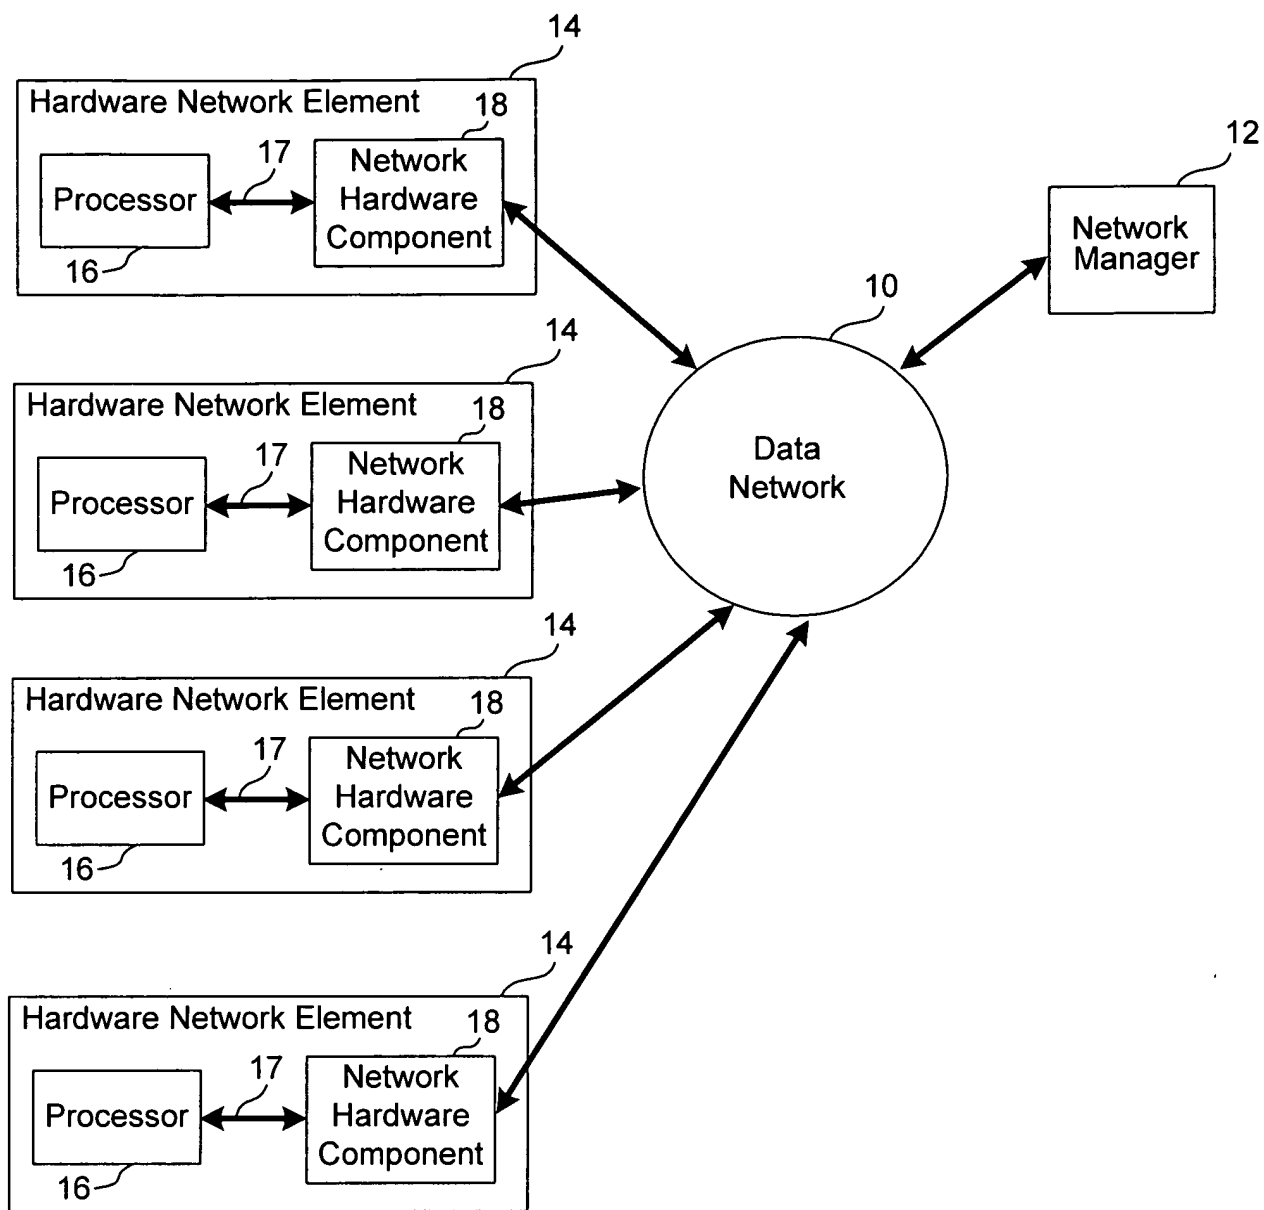 14
Hardware Network Element
18
17
Network
Hardware
Component
Processor
16
12
Network
Manager
10
Data
Network
14
Hardware Network Element
18
17
Network
Hardware
Component
Processor
16
14
Hardware Network Element
18
17
Network
Hardware
Component
Processor
16
14
Hardware Network Element
18
17
Network
Hardware
Component
Processor
16